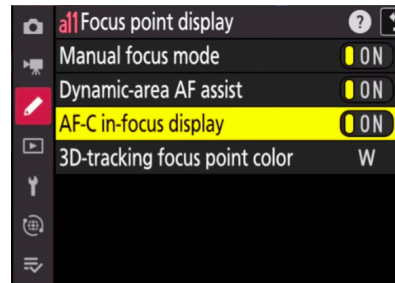 a11 Focus point display ?
Manual focus mode ON
Dynamic-area AF assist ON
AF-C in-focus display ON
3D-tracking focus point color W